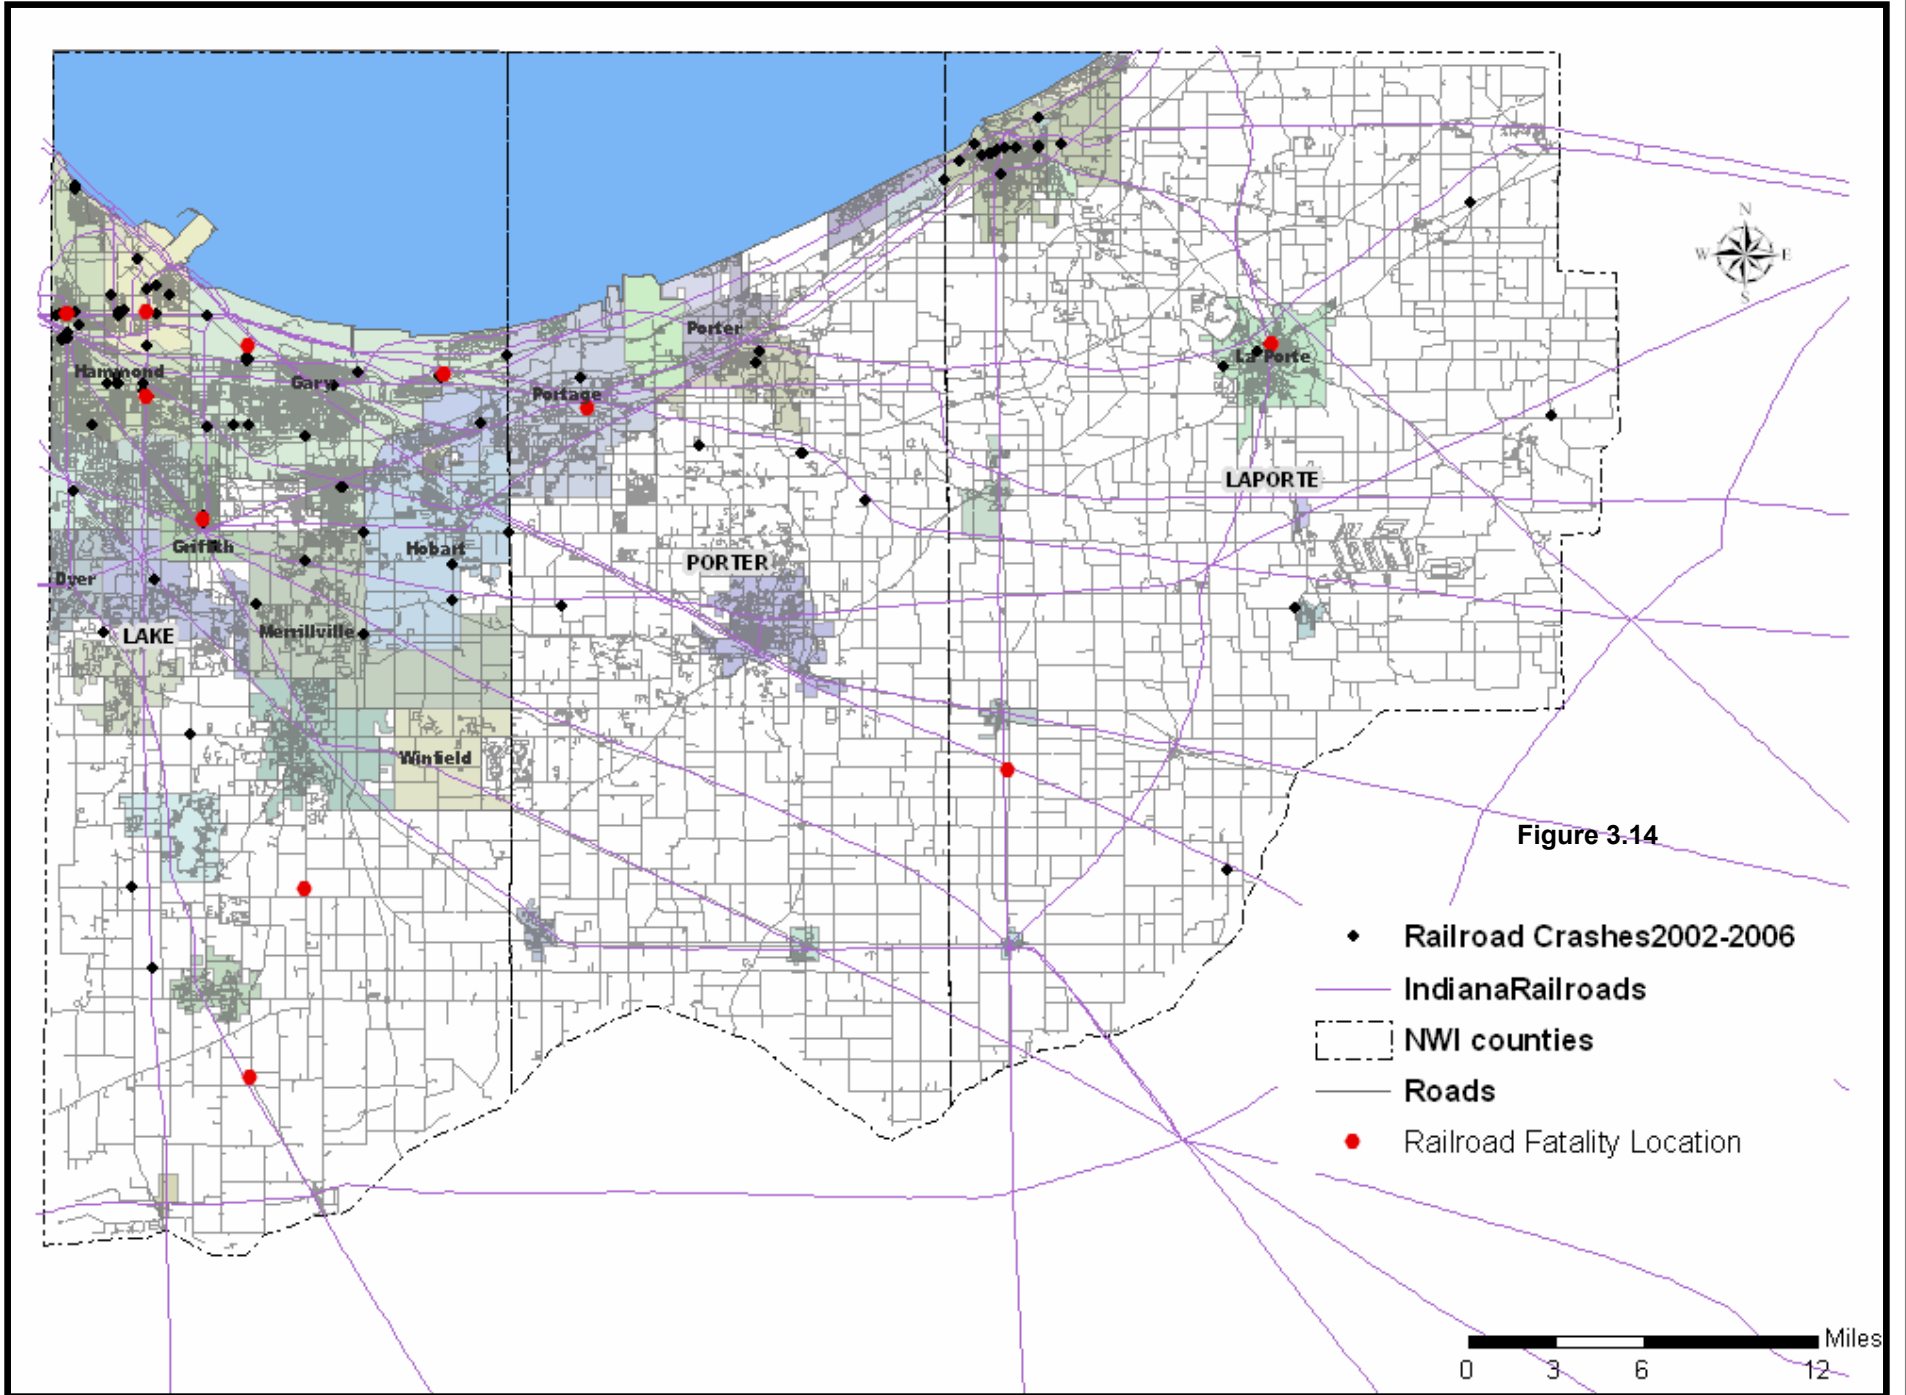 N
W E
S
Porter
Hammond
Gary
La Porte
Portage
LAPORTE
Griffith
Hobart
PORTER
Dyer
LAKE
Merrillville
Winfield
Figure 3.14
Railroad Crashes2002-2006
IndianaRailroads
NWI counties
Roads
Railroad Fatality Location
Miles
0 3 6 12